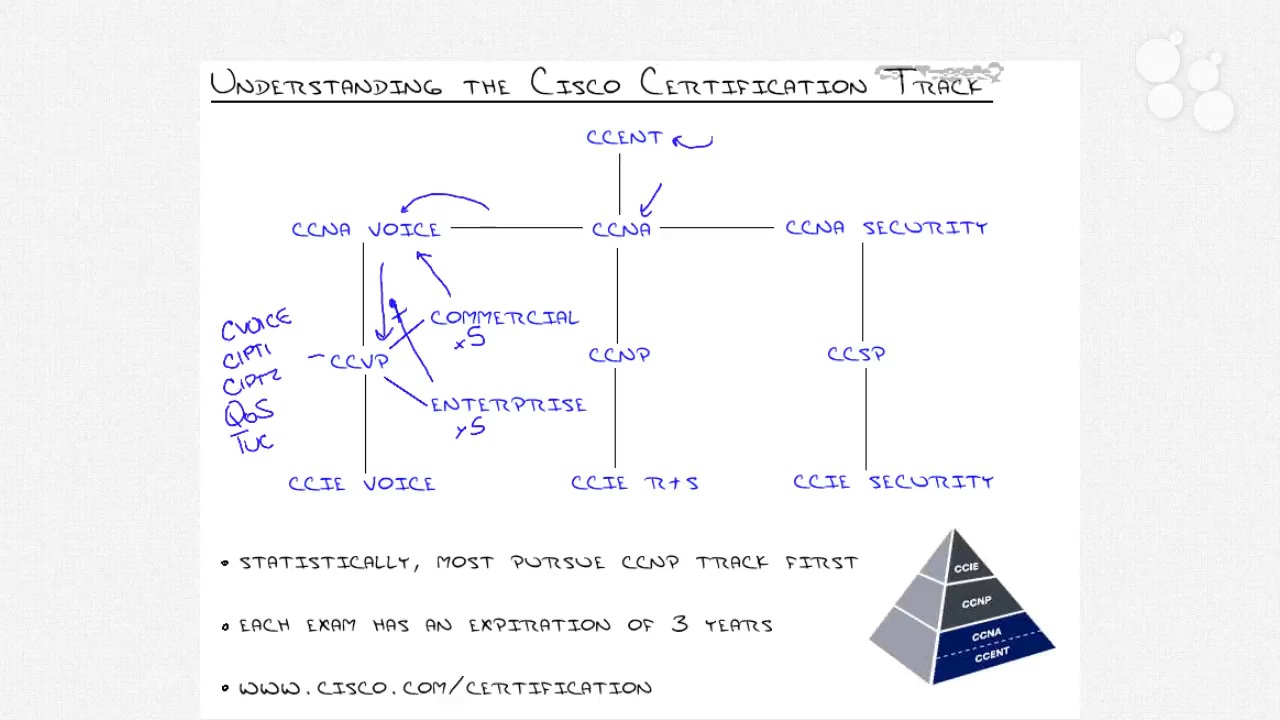 UNDERSTANDING THE CISCO CERTIFICATION TRACK
CCENT
CCNA VOICE
CCNA
CCNA SECURITY
CVOICE
CIPT1
CIPT2
QoS
TUC
CCVP
COMMERCIAL
x5
ENTERPRISE
x5
CCNP
CCSP
CCIE VOICE
CCIE R+S
CCIE SECURITY
• STATISTICALLY, MOST PURSUE CCNP TRACK FIRST
• EACH EXAM HAS AN EXPIRATION OF 3 YEARS
• WWW.CISCO.COM/CERTIFICATION
CCIE
CCNP
CCNA
CCENT